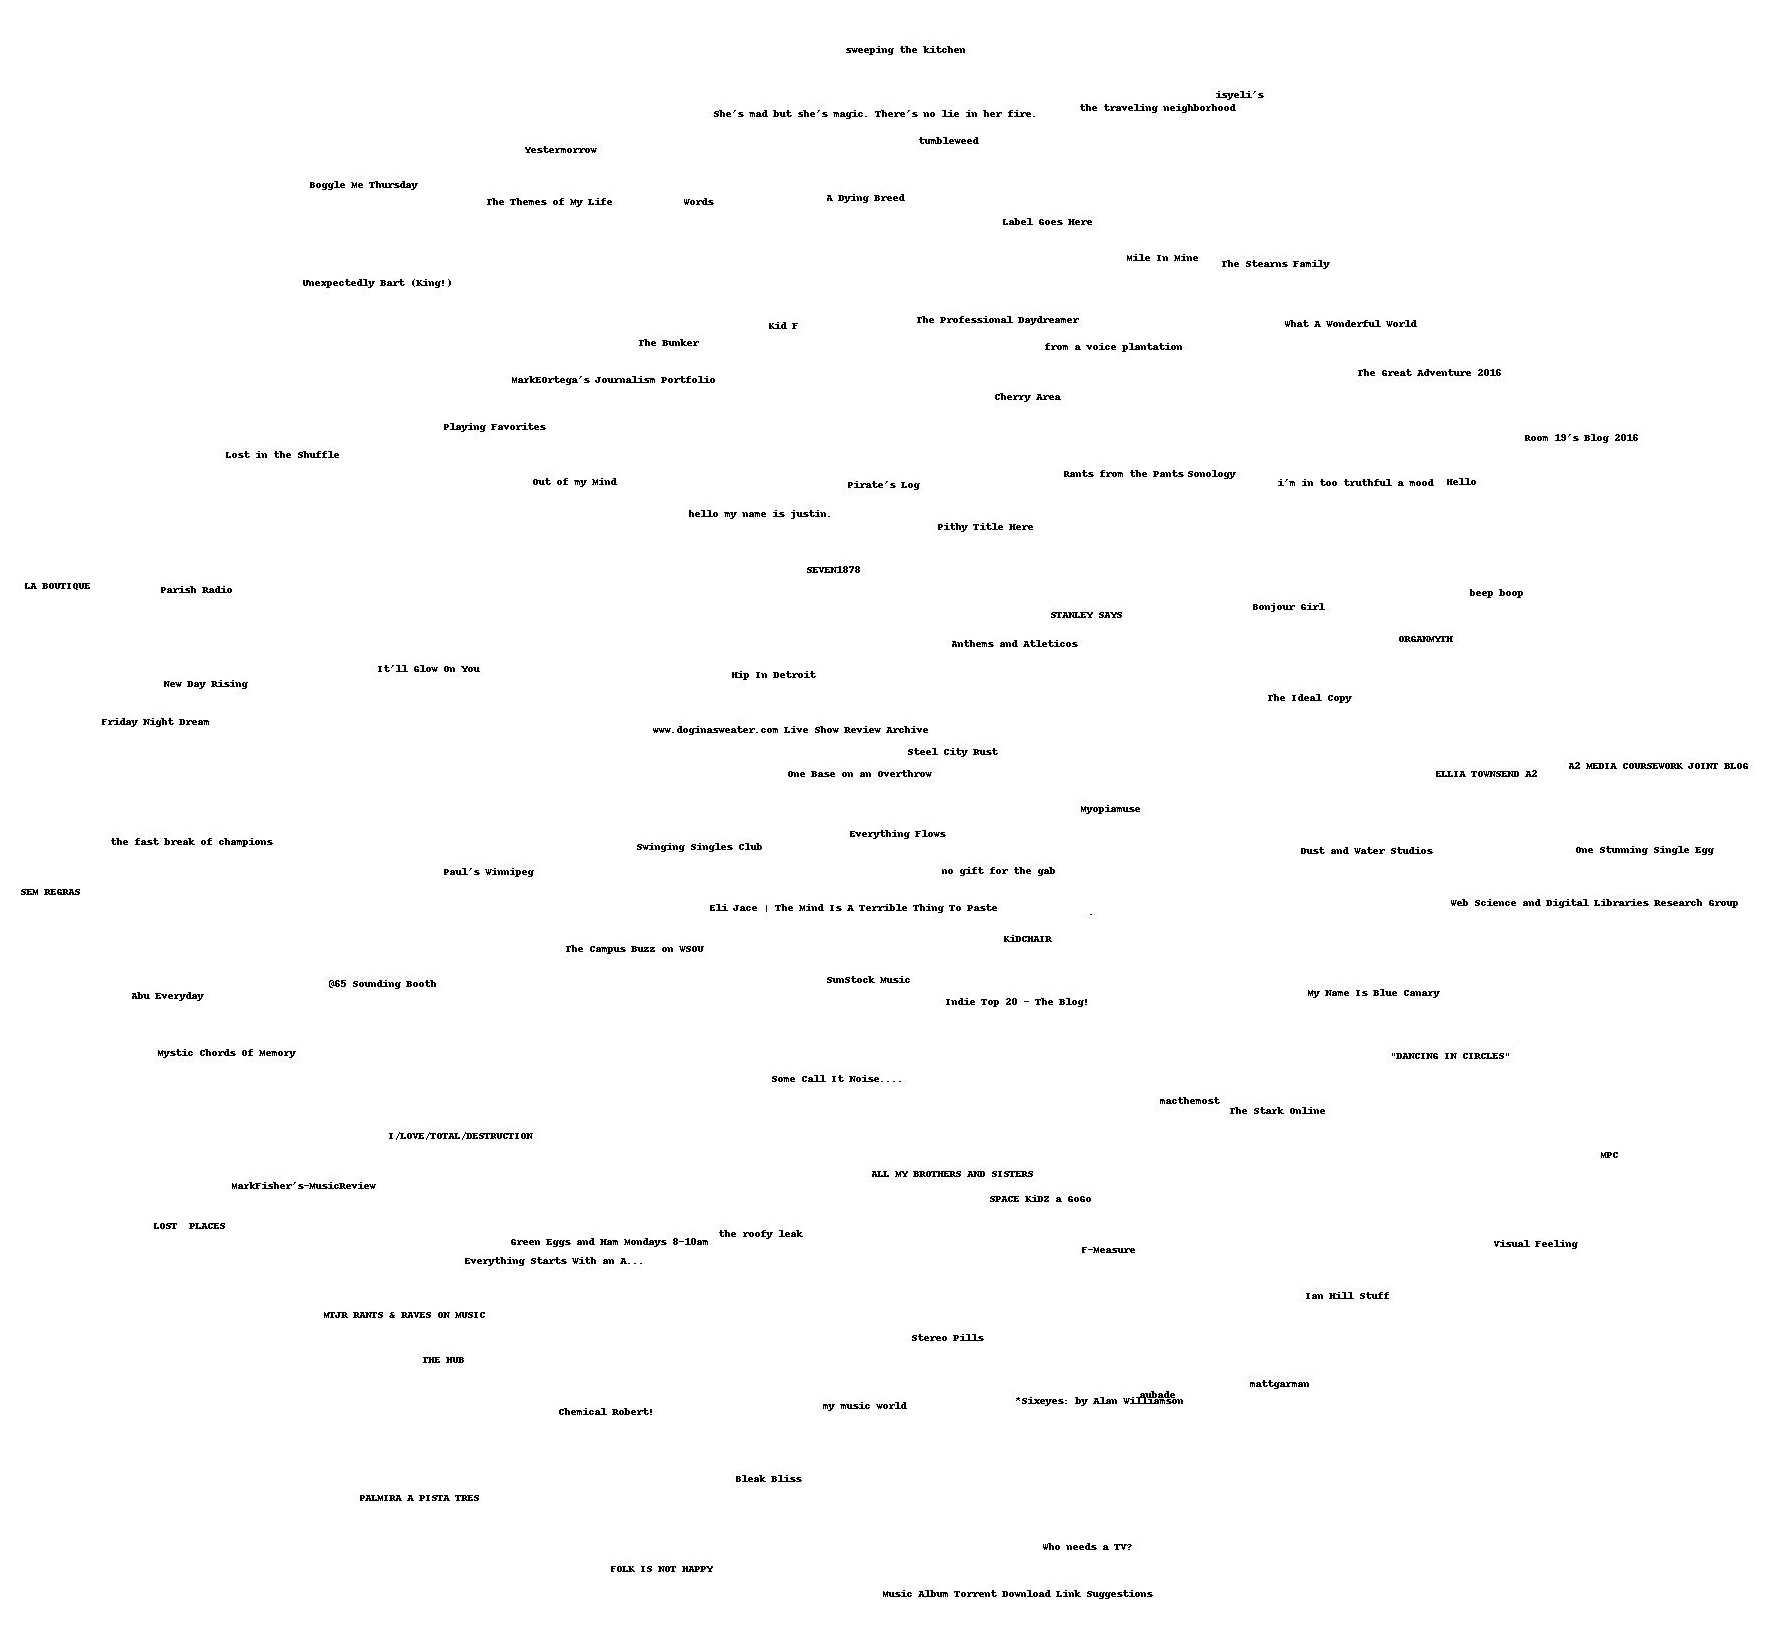 sweeping the kitchen
isyeli's
the traveling neighborhood
She's mad but she's magic. There's no lie in her fire.
tumbleweed
Yestermorrow
Boggle Me Thursday
The Themes of My Life
Words
A Dying Breed
Label Goes Here
Mile In Mine
The Stearns Family
Unexpectedly Bart (King!)
The Professional Daydreamer
What A Wonderful World
Kid F
The Bunker
from a voice plantation
The Great Adventure 2016
MarkEOrtega's Journalism Portfolio
Cherry Area
Playing Favorites
Room 19's Blog 2016
Lost in the Shuffle
Rants from the Pants
Sonology
Out of my Mind
Pirate's Log
i'm in too truthful a mood
Hello
hello my name is justin.
Pithy Title Here
SEVEN1878
LA BOUTIQUE
Parish Radio
beep boop
Bonjour Girl
STANLEY SAYS
ORGANMYTH
Anthems and Atleticos
It'll Glow On You
Hip In Detroit
New Day Rising
The Ideal Copy
Friday Night Dream
www.doginasweater.com Live Show Review Archive
Steel City Rust
A2 MEDIA COURSEWORK JOINT BLOG
One Base on an Overthrow
ELLIA TOWNSEND A2
Myopiamuse
Everything Flows
the fast break of champions
Swinging Singles Club
Dust and Water Studios
One Stunning Single Egg
Paul's Winnipeg
no gift for the gab
SEM REGRAS
Web Science and Digital Libraries Research Group
Eli Jace | The Mind Is A Terrible Thing To Paste
.
KiDCHAIR
The Campus Buzz on WSOU
@65 Sounding Booth
SunStock Music
Abu Everyday
My Name Is Blue Canary
Indie Top 20 - The Blog!
Mystic Chords Of Memory
"DANCING IN CIRCLES"
Some Call It Noise....
macthemost
The Stark Online
I/LOVE/TOTAL/DESTRUCTION
MPC
ALL MY BROTHERS AND SISTERS
MarkFisher's-MusicReview
SPACE KiDZ a GoGo
LOST  PLACES
the roofy leak
Green Eggs and Ham Mondays 8-10am
Visual Feeling
F-Measure
Everything Starts With an A...
Ian Hill Stuff
MTJR RANTS & RAVES ON MUSIC
Stereo Pills
THE HUB
mattgarman
aubade
*Sixeyes: by Alan Williamson
my music world
Chemical Robert!
Bleak Bliss
PALMIRA A PISTA TRES
Who needs a TV?
FOLK IS NOT HAPPY
Music Album Torrent Download Link Suggestions